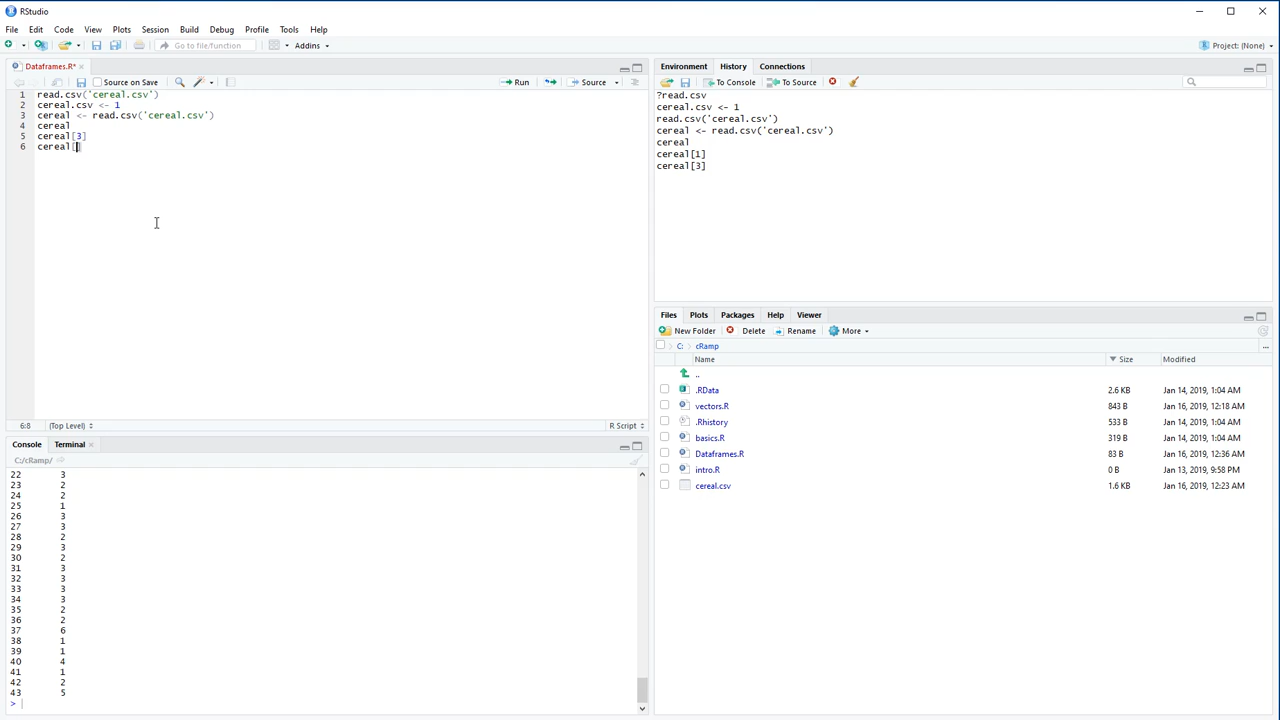 RStudio
File Edit Code View Plots Session Build Debug Profile Tools Help
Go to file/function Addins Project: (None)
Dataframes.R*
Source on Save Run Source
1 read.csv('cereal.csv')
2 cereal.csv <- 1
3 cereal <- read.csv('cereal.csv')
4 cereal
5 cereal[3]
6 cereal[]
6:8 (Top Level) R Script
Console Terminal
C:/cRamp/
22 3
23 2
24 2
25 1
26 3
27 3
28 2
29 3
30 2
31 3
32 3
33 3
34 3
35 2
36 2
37 6
38 1
39 1
40 4
41 1
42 2
43 5
>
Environment History Connections
To Console To Source
?read.csv
cereal.csv <- 1
read.csv('cereal.csv')
cereal <- read.csv('cereal.csv')
cereal
cereal[1]
cereal[3]
Files Plots Packages Help Viewer
New Folder Delete Rename More
C: cRamp ...
Name Size Modified
..
.RData 2.6 KB Jan 14, 2019, 1:04 AM
vectors.R 843 B Jan 16, 2019, 12:18 AM
.Rhistory 533 B Jan 14, 2019, 1:04 AM
basics.R 319 B Jan 14, 2019, 1:04 AM
Dataframes.R 83 B Jan 16, 2019, 12:36 AM
intro.R 0 B Jan 13, 2019, 9:58 PM
cereal.csv 1.6 KB Jan 16, 2019, 12:23 AM